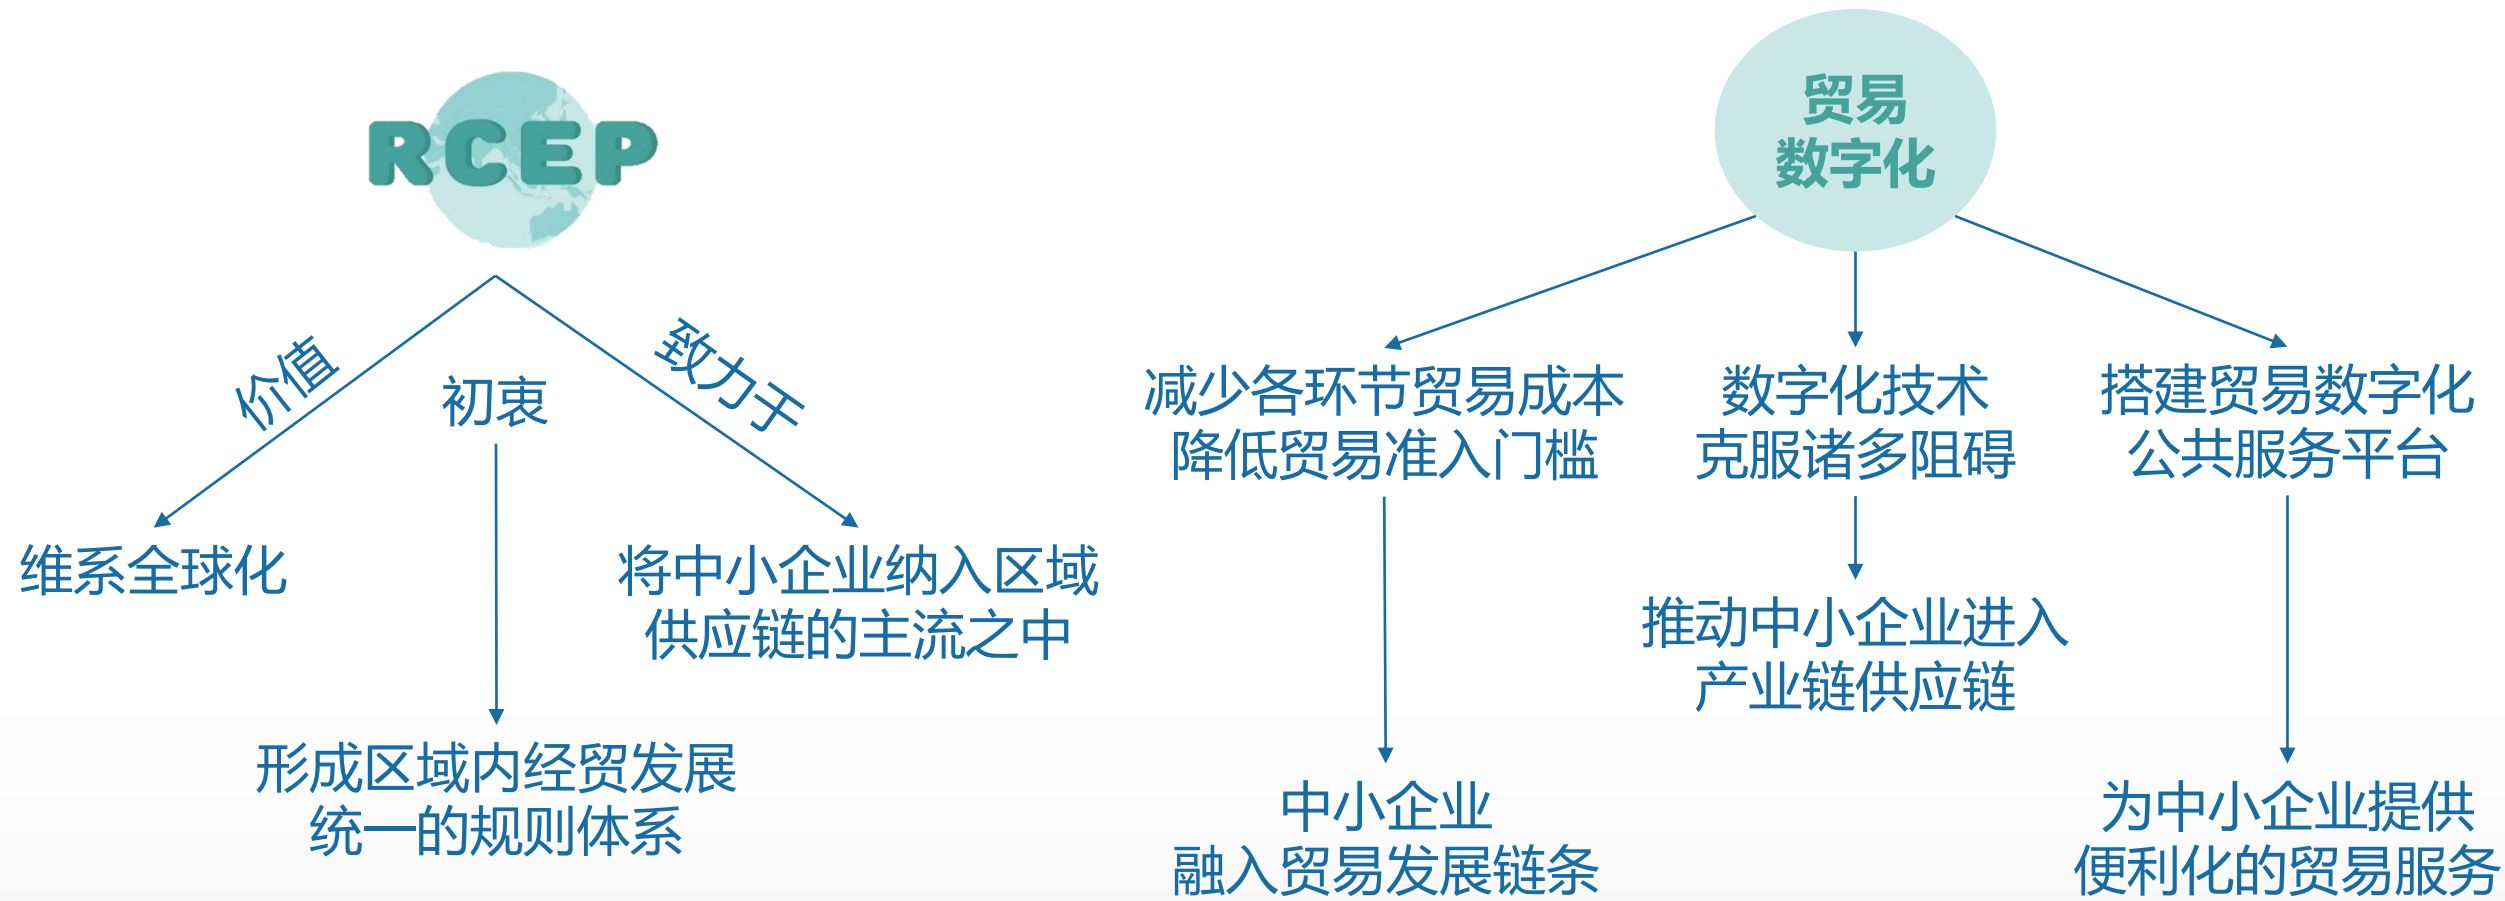 RCEP
价值
初衷
致力于
维系全球化
将中小企业纳入区域
供应链的主流之中
形成区域内经贸发展
统一的规则体系
贸易
数字化
减少各环节贸易成本
降低贸易准入门槛
数字化技术
克服诸多阻碍
搭建贸易数字化
公共服务平台
推动中小企业进入
产业链供应链
中小企业
融入贸易发展链条
为中小企业提供
便利化的贸易服务